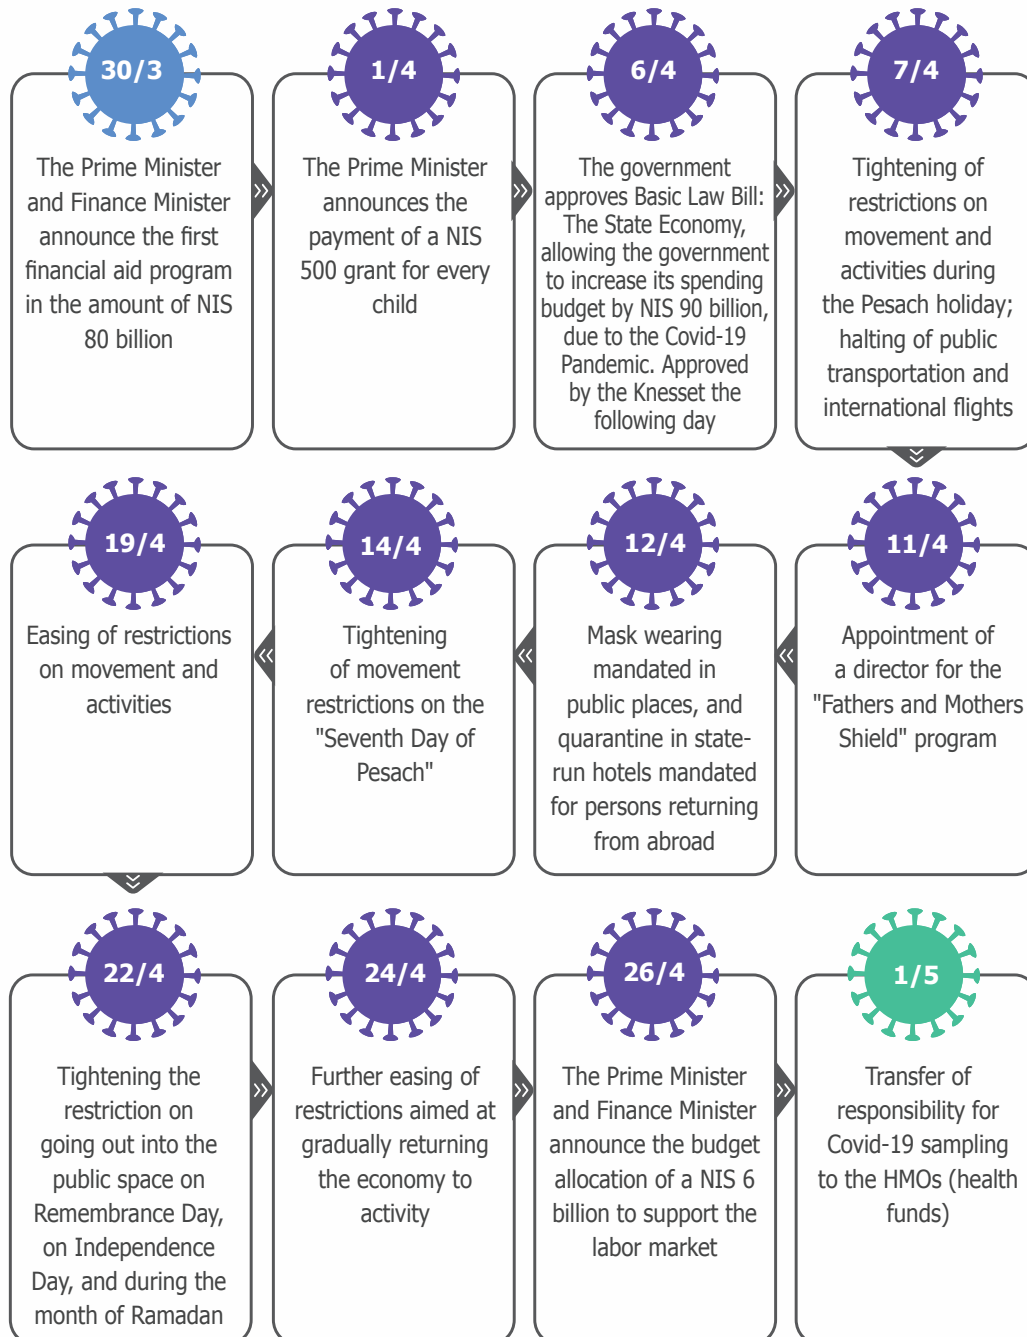 30/3
The Prime Minister
and Finance Minister
announce the first
financial aid program
in the amount of NIS
80 billion
1/4
The Prime Minister
announces the
payment of a NIS
500 grant for every
child
6/4
The government
approves Basic Law Bill:
The State Economy,
allowing the government
to increase its spending
budget by NIS 90 billion,
due to the Covid-19
Pandemic. Approved
by the Knesset the
following day
7/4
Tightening of
restrictions on
movement and
activities during
the Pesach holiday;
halting of public
transportation and
international flights
11/4
Appointment of
a director for the
"Fathers and Mothers
Shield" program
12/4
Mask wearing
mandated in
public places, and
quarantine in state-
run hotels mandated
for persons returning
from abroad
14/4
Tightening
of movement
restrictions on the
"Seventh Day of
Pesach"
19/4
Easing of restrictions
on movement and
activities
22/4
Tightening the
restriction on
going out into the
public space on
Remembrance Day,
on Independence
Day, and during the
month of Ramadan
24/4
Further easing of
restrictions aimed at
gradually returning
the economy to
activity
26/4
The Prime Minister
and Finance Minister
announce the budget
allocation of a NIS 6
billion to support the
labor market
1/5
Transfer of
responsibility for
Covid-19 sampling
to the HMOs (health
funds)